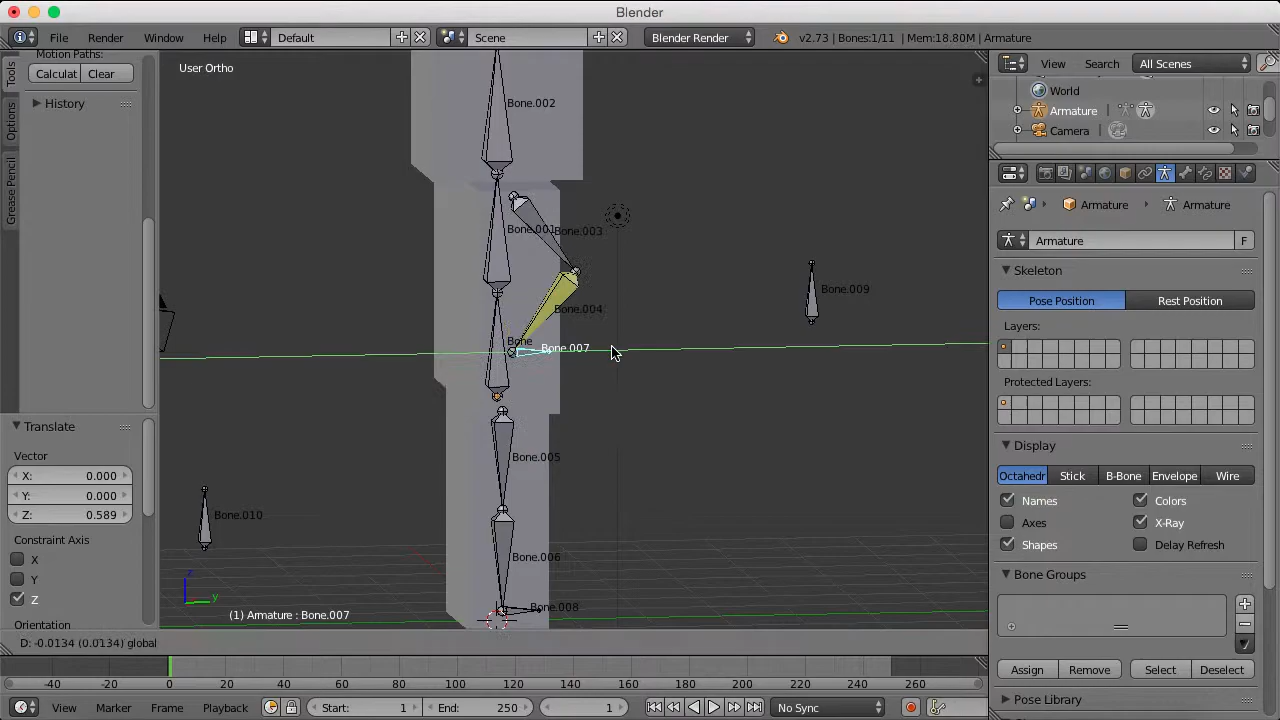 Blender
File Render Window Help Default Scene Blender Render v2.73 | Bones:1/11 | Mem:18.80M | Armature
Motion Paths:
Calculat Clear
History
Tools
Options
Grease Pencil
User Ortho
Bone.002
Bone.001
Bone.003
Bone.004
Bone
Bone.007
Bone.009
Bone.005
Bone.010
Bone.006
Bone.008
z
y
(1) Armature : Bone.007
Translate
Vector
X: 0.000
Y: 0.000
Z: 0.589
Constraint Axis
X
Y
Z
Orientation
D: -0.0134 (0.0134) global
View Search All Scenes
World
Armature
Camera
Armature Armature
Armature F
Skeleton
Pose Position Rest Position
Layers:
Protected Layers:
Display
Octahedr Stick B-Bone Envelope Wire
Names Colors
Axes X-Ray
Shapes Delay Refresh
Bone Groups
Assign Remove Select Deselect
Pose Library
-40 -20 0 20 40 60 80 100 120 140 160 180 200 220 240 260
View Marker Frame Playback Start: 1 End: 250 1 No Sync